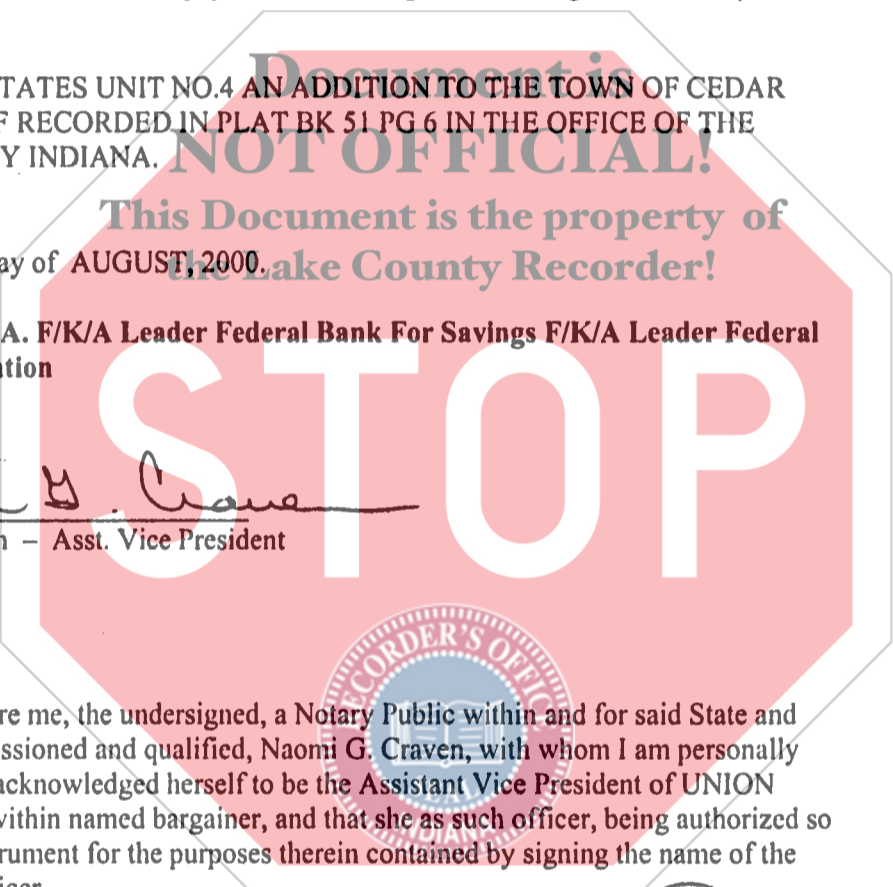 Document is
TATES UNIT NO.4 AN ADDITION TO THE TOWN OF CEDAR
F RECORDED IN PLAT BK 51 PG 6 IN THE OFFICE OF THE
Y INDIANA.
NOT OFFICIAL!
This Document is the property of
the Lake County Recorder!
ay of AUGUST, 2000.
A. F/K/A Leader Federal Bank For Savings F/K/A Leader Federal
ation
STOP
G. Craven
n – Asst. Vice President
RECORDER'S OFFICE
re me, the undersigned, a Notary Public within and for said State and
ssioned and qualified, Naomi G. Craven, with whom I am personally
acknowledged herself to be the Assistant Vice President of UNION
within named bargainer, and that she as such officer, being authorized so
INDIANA
rument for the purposes therein contained by signing the name of the